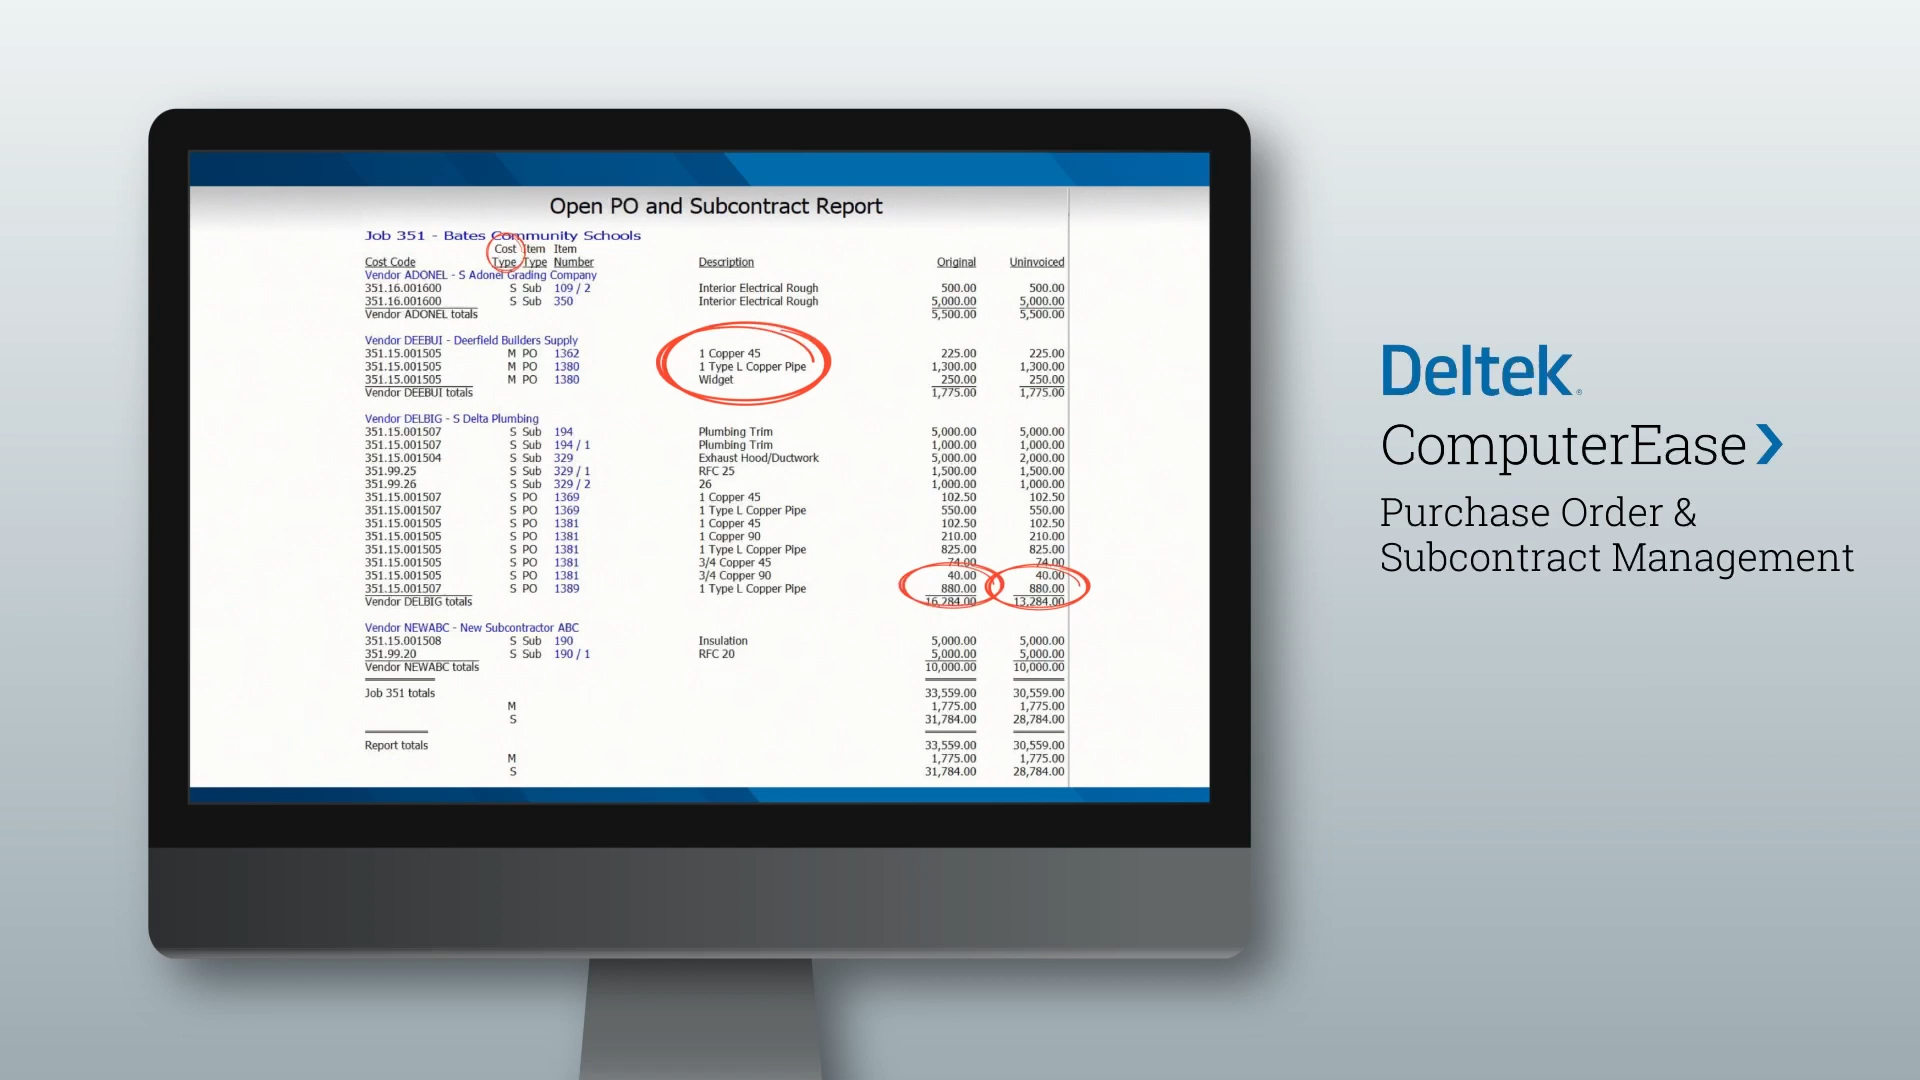 Open PO and Subcontract Report
Job 351 - Bates Community Schools
Cost Item Item
Cost Code Type Type Number Description Original Uninvoiced
Vendor ADONEL - S Adonel Grading Company
351.16.001600 S Sub 109 / 2 Interior Electrical Rough 500.00 500.00
351.16.001600 S Sub 350 Interior Electrical Rough 5,000.00 5,000.00
Vendor ADONEL totals 5,500.00 5,500.00
Vendor DEEBUI - Deerfield Builders Supply
351.15.001505 M PO 1362 1 Copper 45 225.00 225.00
351.15.001505 M PO 1380 1 Type L Copper Pipe 1,300.00 1,300.00
351.15.001505 M PO 1380 Widget 250.00 250.00
Vendor DEEBUI totals 1,775.00 1,775.00
Vendor DELBIG - S Delta Plumbing
351.15.001507 S Sub 194 Plumbing Trim 5,000.00 5,000.00
351.15.001507 S Sub 194 / 1 Plumbing Trim 1,000.00 1,000.00
351.15.001504 S Sub 329 Exhaust Hood/Ductwork 5,000.00 2,000.00
351.99.25 S Sub 329 / 1 RFC 25 1,500.00 1,500.00
351.99.26 S Sub 329 / 2 26 1,000.00 1,000.00
351.15.001507 S PO 1369 1 Copper 45 102.50 102.50
351.15.001507 S PO 1369 1 Type L Copper Pipe 550.00 550.00
351.15.001505 S PO 1381 1 Copper 45 102.50 102.50
351.15.001505 S PO 1381 1 Copper 90 210.00 210.00
351.15.001505 S PO 1381 1 Type L Copper Pipe 825.00 825.00
351.15.001505 S PO 1381 3/4 Copper 45 74.00 74.00
351.15.001505 S PO 1381 3/4 Copper 90 40.00 40.00
351.15.001507 S PO 1389 1 Type L Copper Pipe 880.00 880.00
Vendor DELBIG totals 16,284.00 13,284.00
Vendor NEWABC - New Subcontractor ABC
351.15.001508 S Sub 190 Insulation 5,000.00 5,000.00
351.99.20 S Sub 190 / 1 RFC 20 5,000.00 5,000.00
Vendor NEWABC totals 10,000.00 10,000.00
Job 351 totals 33,559.00 30,559.00
M 1,775.00 1,775.00
S 31,784.00 28,784.00
Report totals 33,559.00 30,559.00
M 1,775.00 1,775.00
S 31,784.00 28,784.00
Deltek®
ComputerEase
Purchase Order &
Subcontract Management